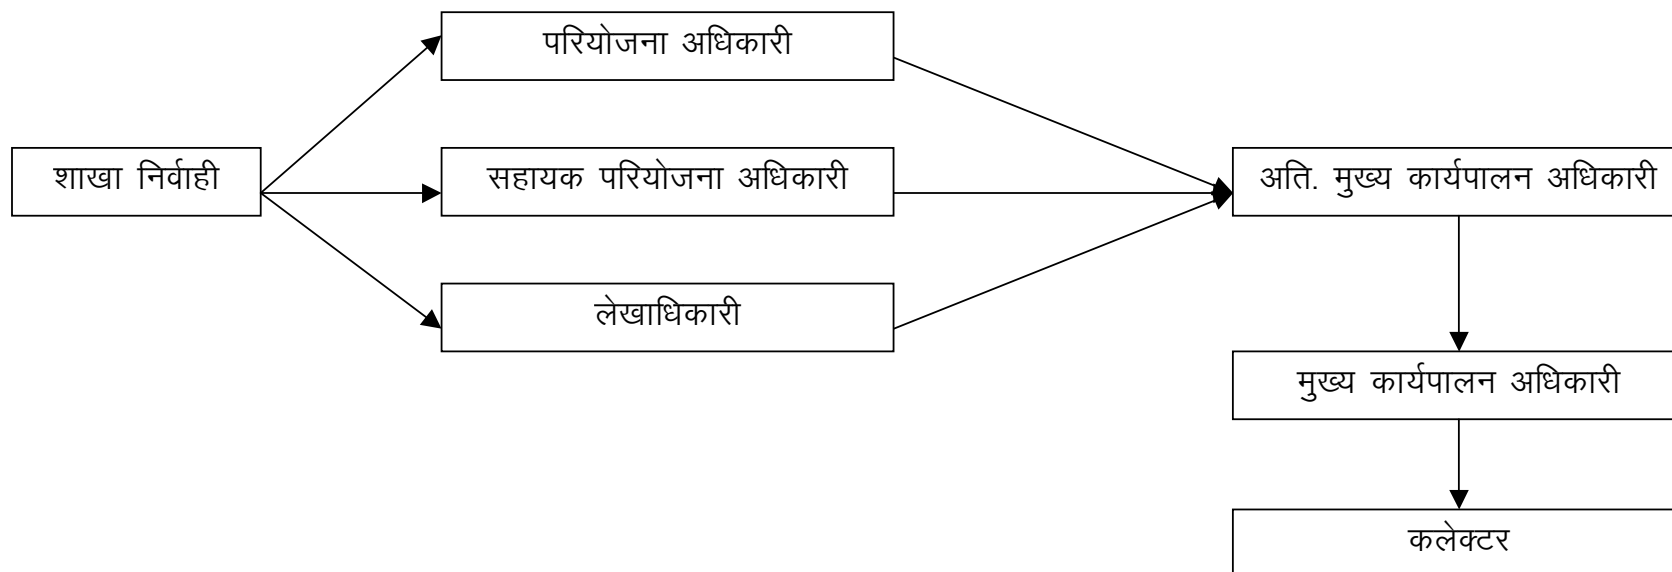 परियोजना अधिकारी
शाखा निर्वाही
सहायक परियोजना अधिकारी
अति. मुख्य कार्यपालन अधिकारी
लेखाधिकारी
मुख्य कार्यपालन अधिकारी
कलेक्टर